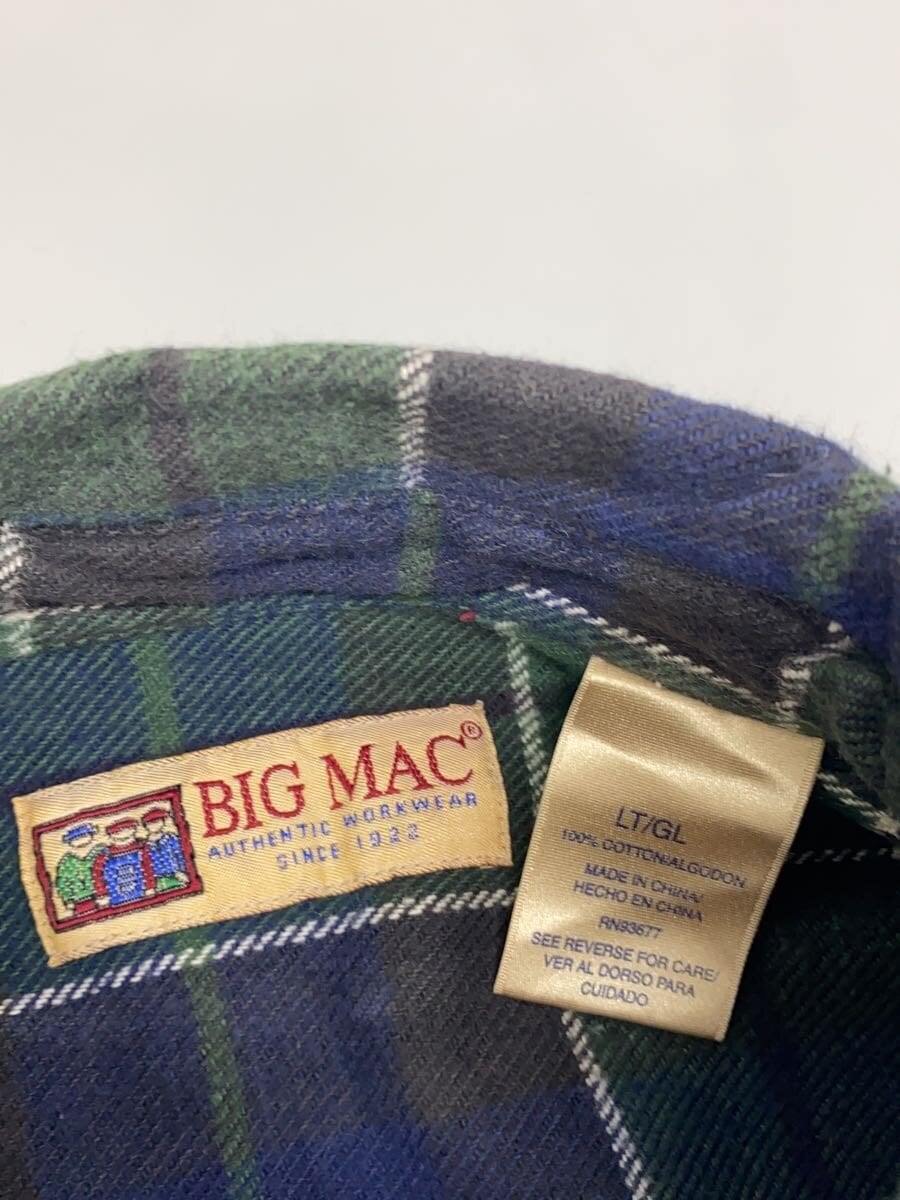 BIG MAC®
AUTHENTIC WORKWEAR
SINCE 1922
LT/GL
100% COTTON/ALGODON
MADE IN CHINA/
HECHO EN CHINA
RN93677
SEE REVERSE FOR CARE/
VER AL DORSO PARA
CUIDADO